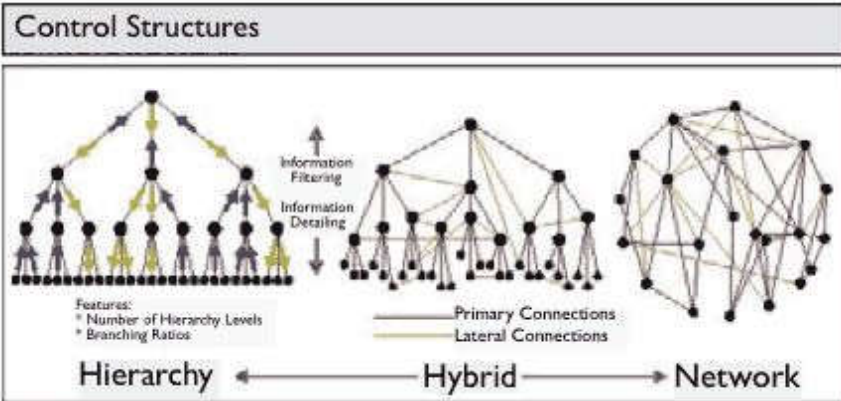 Control Structures
Information
Filtering
Information
Detailing
Features:
* Number of Hierarchy Levels
* Branching Ratios
Primary Connections
Lateral Connections
Hierarchy
Hybrid
Network